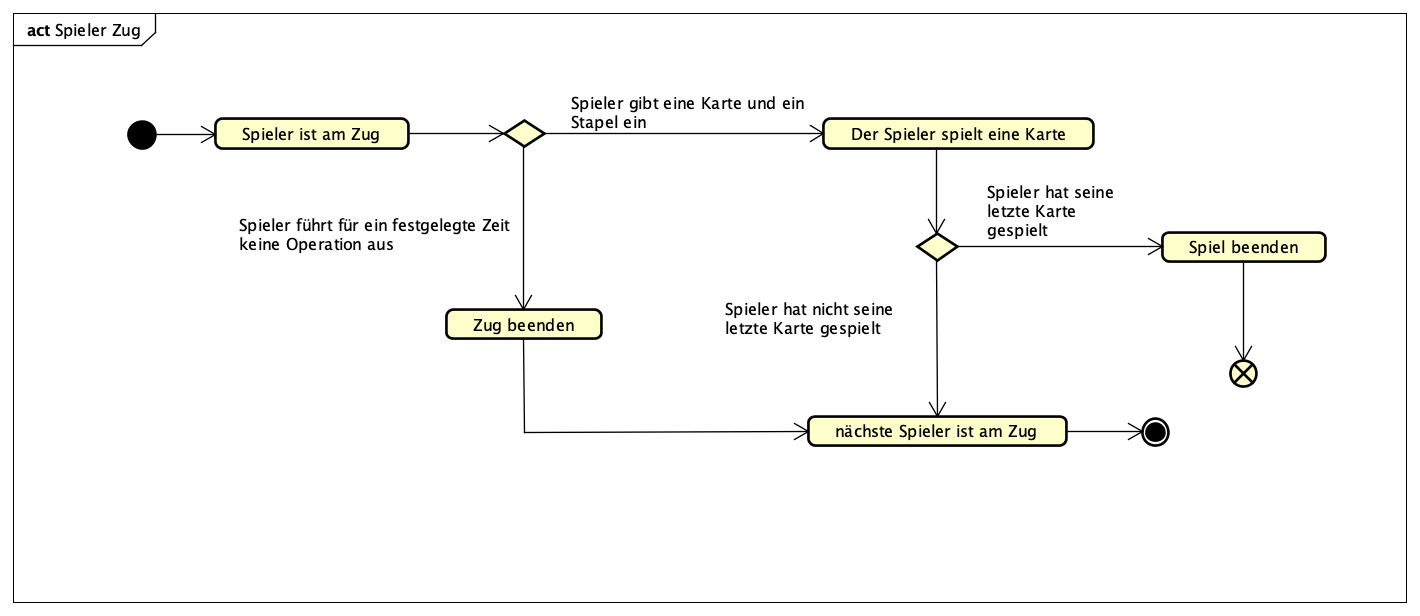 act Spieler Zug
Spieler gibt eine Karte und ein
Stapel ein
Spieler ist am Zug
Der Spieler spielt eine Karte
Spieler hat seine
letzte Karte
gespielt
Spieler führt für ein festgelegte Zeit
keine Operation aus
Spiel beenden
Spieler hat nicht seine
letzte Karte gespielt
Zug beenden
nächste Spieler ist am Zug